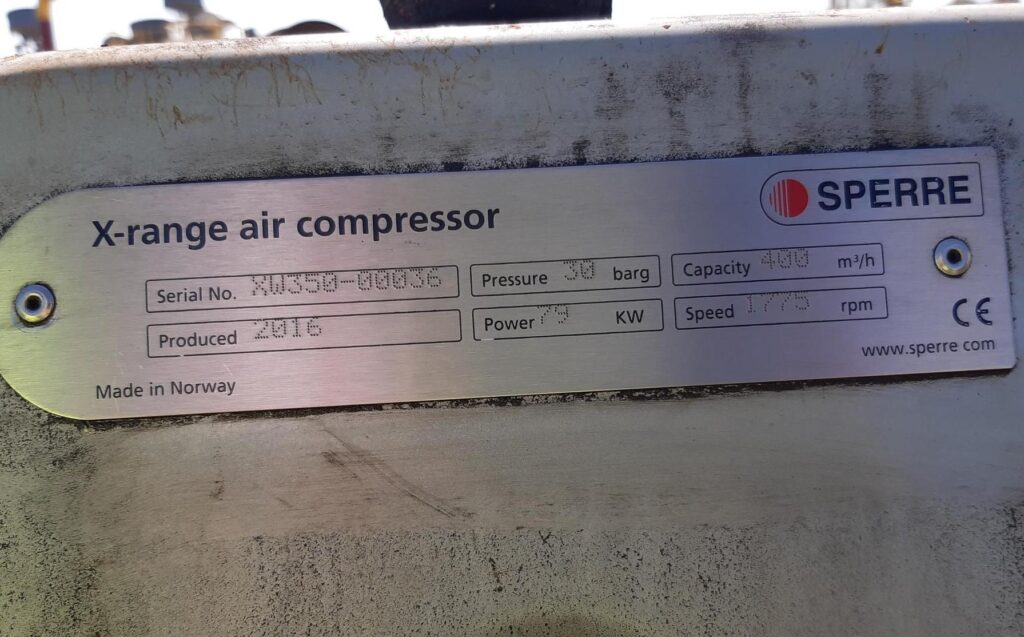 SPERRE
X-range air compressor
Serial No. XW350-00036
Pressure 30 barg
Capacity 400 m³/h
Produced 2016
Power 79 KW
Speed 1775 rpm
CE
www.sperre.com
Made in Norway